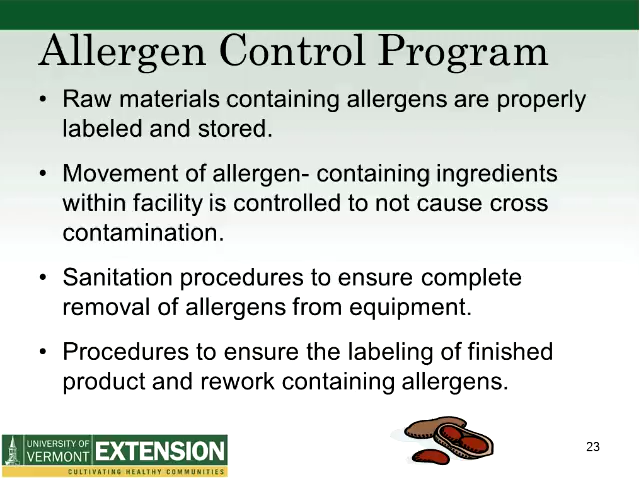 Allergen Control Program
• Raw materials containing allergens are properly
labeled and stored.
• Movement of allergen- containing ingredients
within facility is controlled to not cause cross
contamination.
• Sanitation procedures to ensure complete
removal of allergens from equipment.
• Procedures to ensure the labeling of finished
product and rework containing allergens.
UNIVERSITY OF
VERMONT EXTENSION
CULTIVATING HEALTHY COMMUNITIES
23